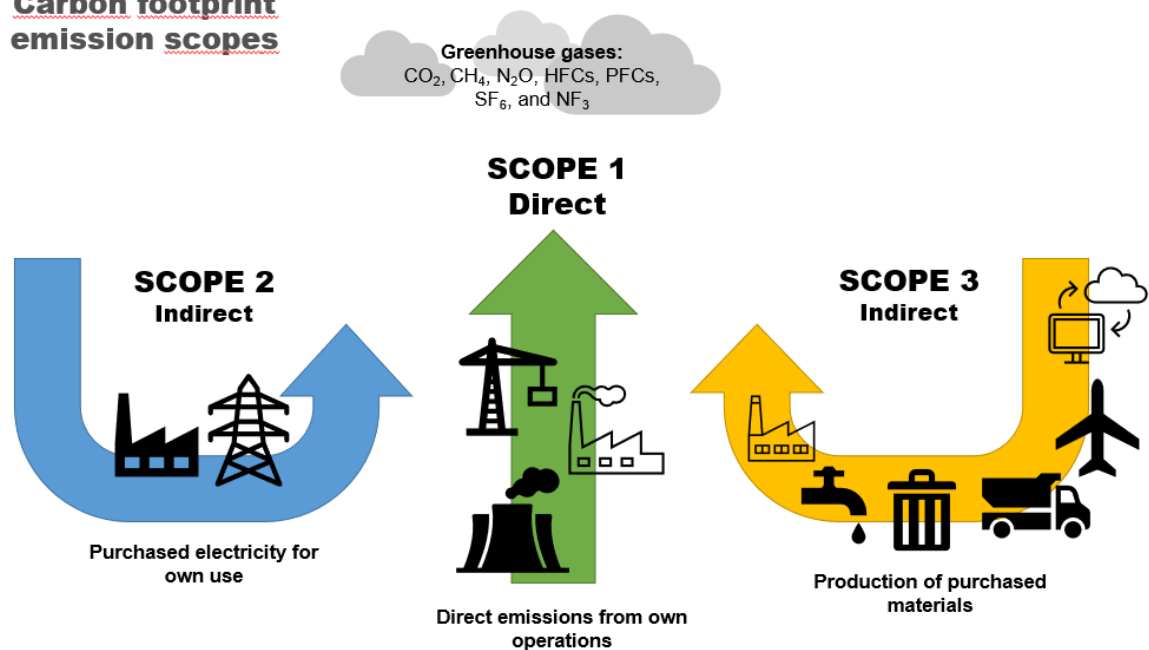 Carbon footprint
emission scopes
Greenhouse gases:
CO₂, CH₄, N₂O, HFCs, PFCs,
SF₆, and NF₃
SCOPE 1
Direct
SCOPE 2
Indirect
SCOPE 3
Indirect
Purchased electricity for
own use
Direct emissions from own
operations
Production of purchased
materials